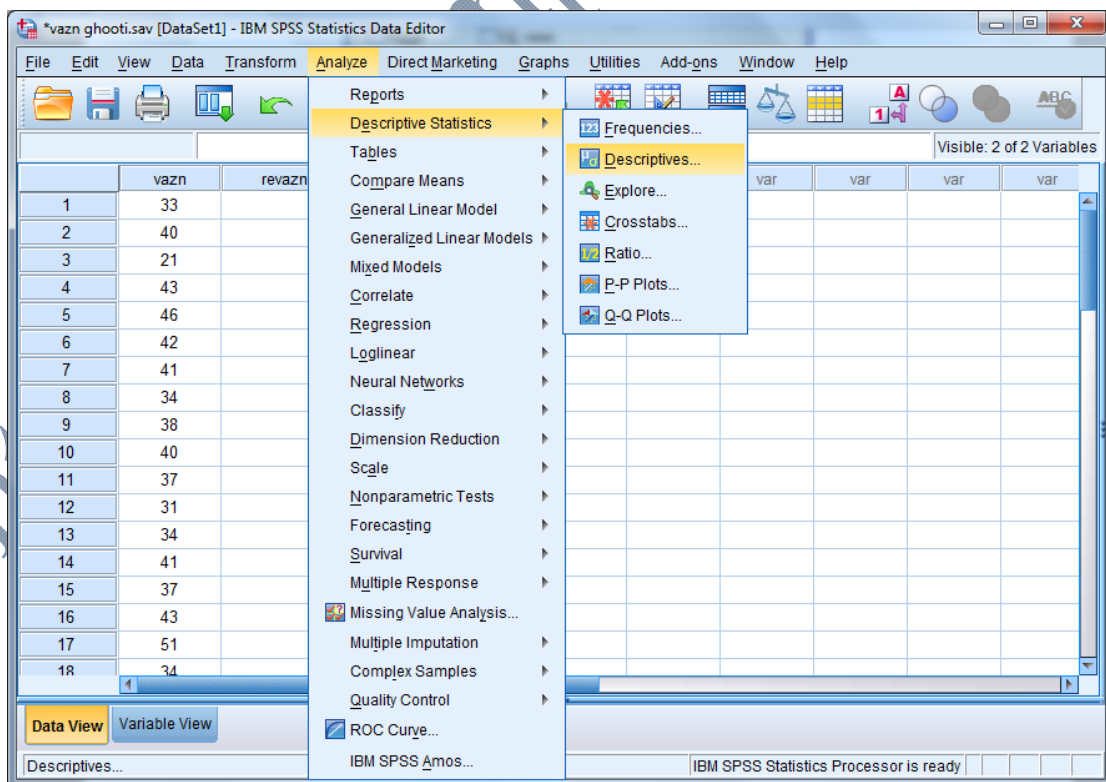 *vazn ghooti.sav [DataSet1] - IBM SPSS Statistics Data Editor
File Edit View Data Transform Analyze Direct Marketing Graphs Utilities Add-ons Window Help
Visible: 2 of 2 Variables
Reports
Descriptive Statistics
Tables
Compare Means
General Linear Model
Generalized Linear Models
Mixed Models
Correlate
Regression
Loglinear
Neural Networks
Classify
Dimension Reduction
Scale
Nonparametric Tests
Forecasting
Survival
Multiple Response
Missing Value Analysis...
Multiple Imputation
Complex Samples
Quality Control
ROC Curve...
IBM SPSS Amos...
Frequencies...
Descriptives...
Explore...
Crosstabs...
Ratio...
P-P Plots...
Q-Q Plots...
vazn revazn var var var var
1 33
2 40
3 21
4 43
5 46
6 42
7 41
8 34
9 38
10 40
11 37
12 31
13 34
14 41
15 37
16 43
17 51
18 34
Data View Variable View
Descriptives... IBM SPSS Statistics Processor is ready